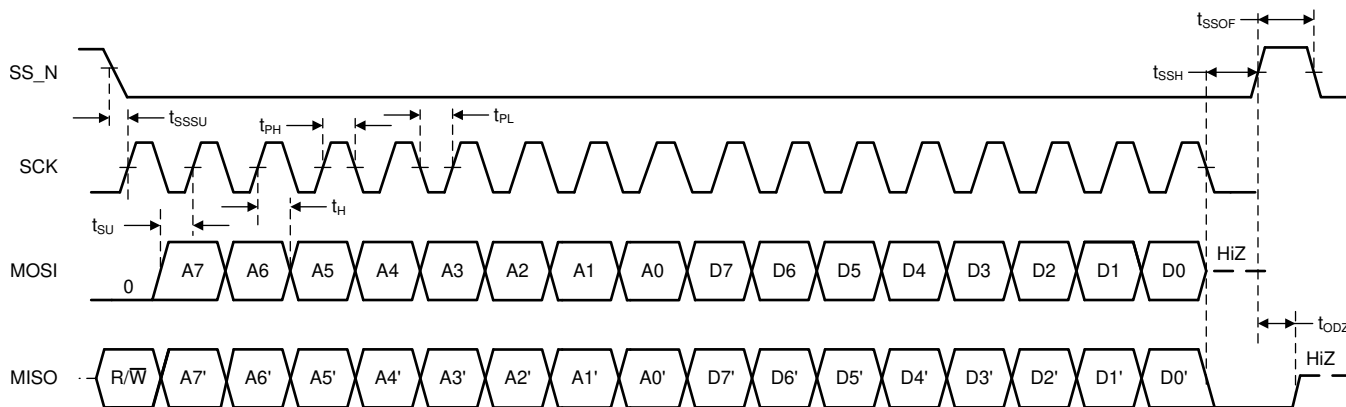 tSSOF
SS_N
tSSH
tSSSU
tPH
tPL
SCK
tSU
tH
MOSI
0 A7 A6 A5 A4 A3 A2 A1 A0 D7 D6 D5 D4 D3 D2 D1 D0 HiZ
tODZ
MISO
R/W̅ A7' A6' A5' A4' A3' A2' A1' A0' D7' D6' D5' D4' D3' D2' D1' D0' HiZ